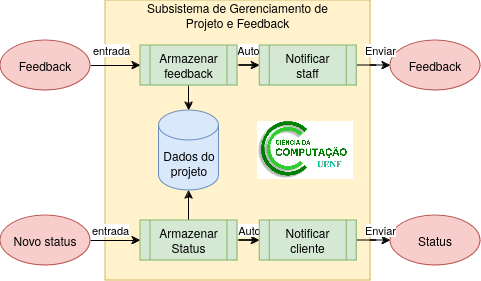 Subsistema de Gerenciamento de
Projeto e Feedback
Feedback
entrada
Armazenar
feedback
Auto
Notificar
staff
Enviar
Feedback
Dados do
projeto
CIÊNCIA DA
COMPUTAÇÃO
UENF
Novo status
entrada
Armazenar
Status
Auto
Notificar
cliente
Enviar
Status